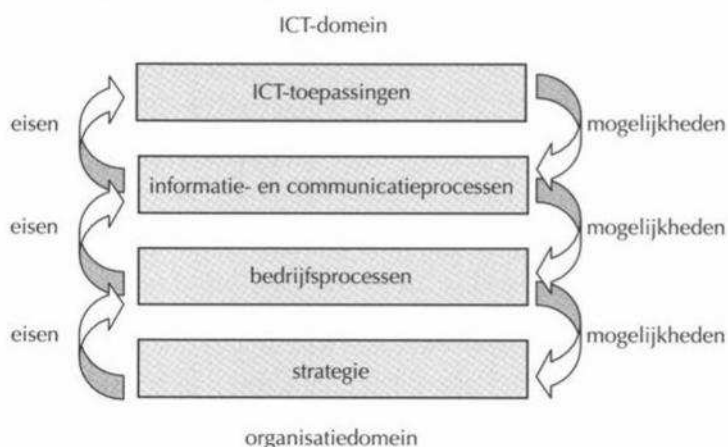 ICT-domein
ICT-toepassingen
eisen
mogelijkheden
informatie- en communicatieprocessen
eisen
mogelijkheden
bedrijfsprocessen
eisen
mogelijkheden
strategie
organisatiedomein